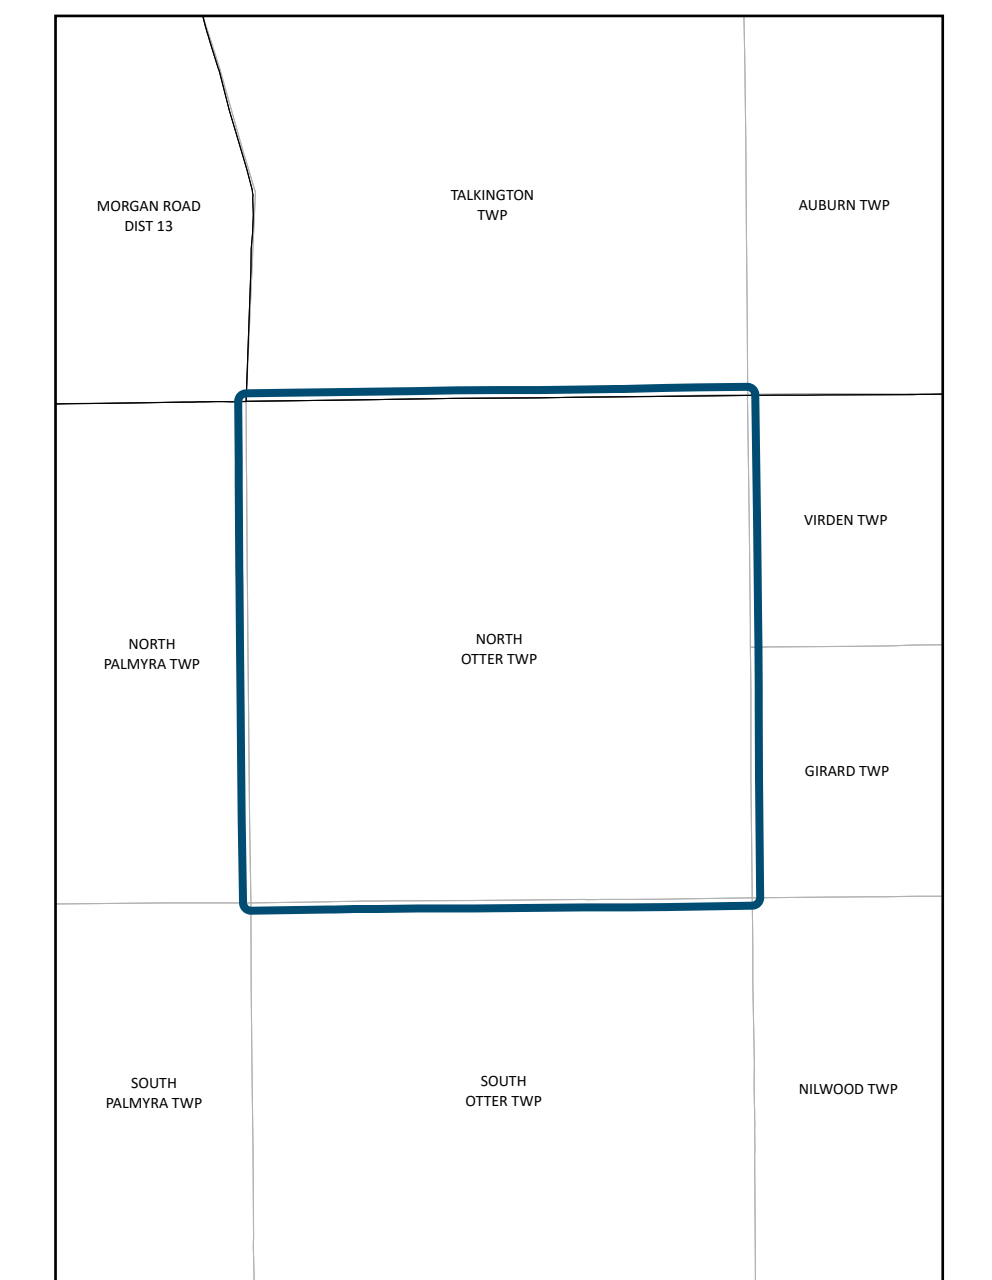 MORGAN ROAD
DIST 13
TALKINGTON
TWP
AUBURN TWP
VIRDEN TWP
NORTH
PALMYRA TWP
NORTH
OTTER TWP
GIRARD TWP
SOUTH
PALMYRA TWP
SOUTH
OTTER TWP
NILWOOD TWP